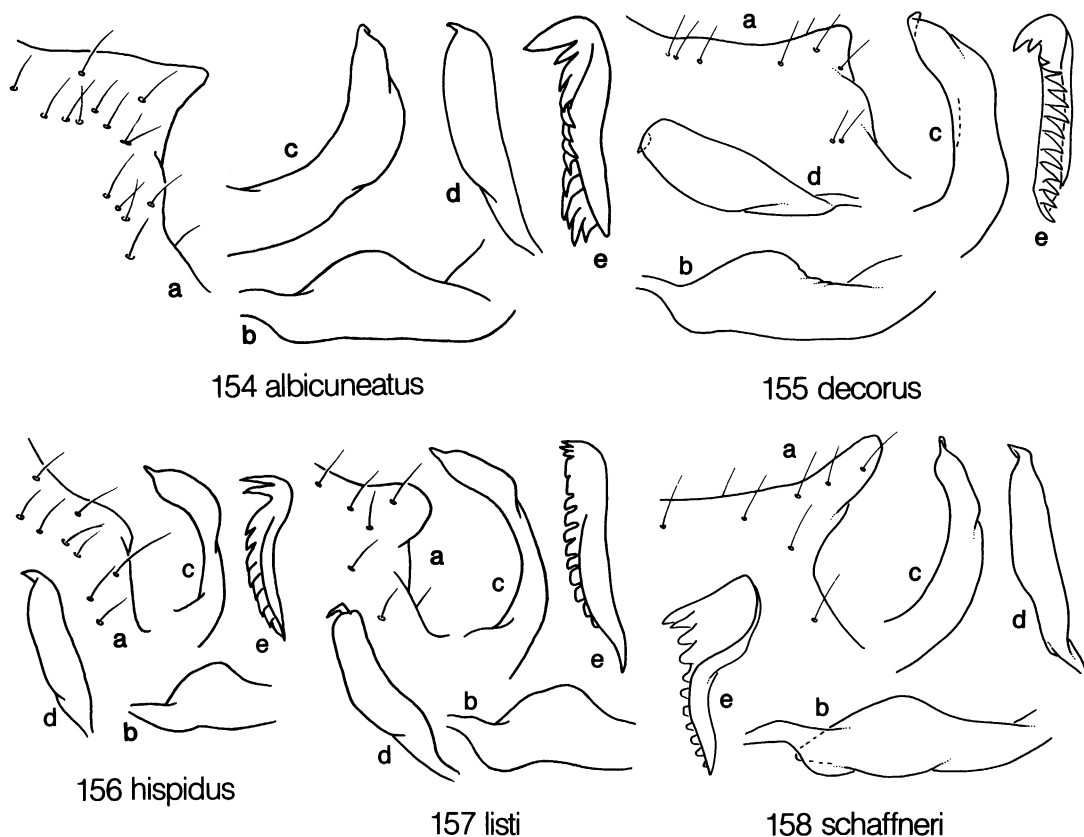 a
b
c
d
e
154 albicuneatus
a
b
c
d
e
155 decorus
a
b
c
d
e
156 hispidus
a
b
c
d
e
157 listi
a
b
c
d
e
158 schaffneri